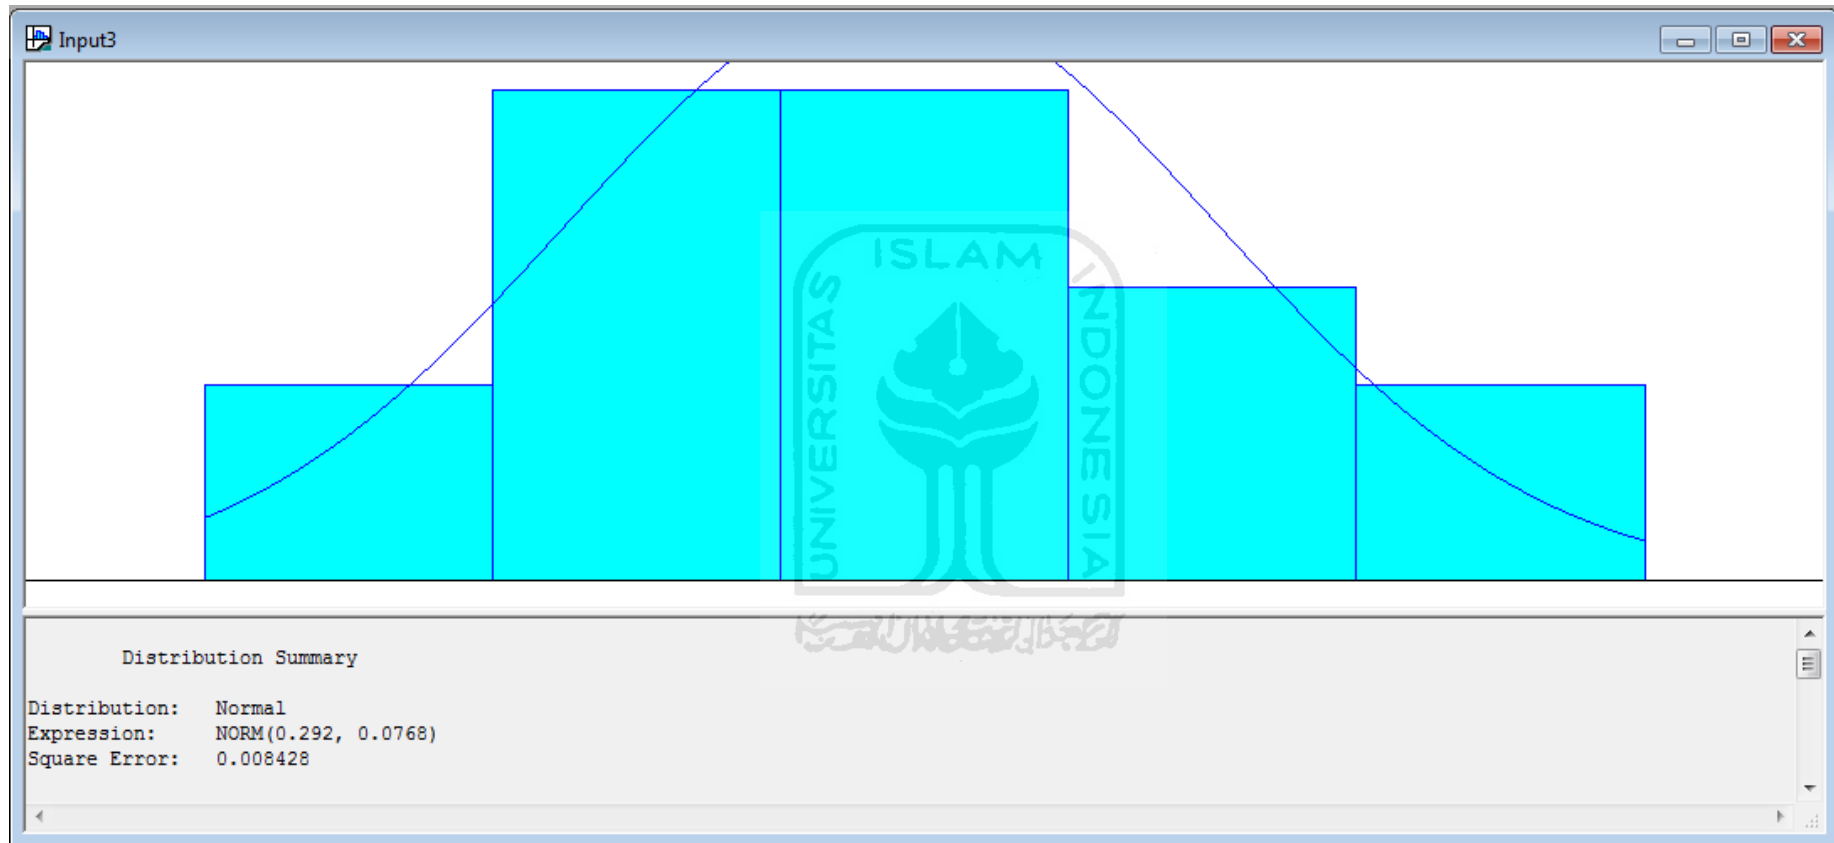 Input3
UNIVERSITAS
ISLAM
INDONESIA
Distribution Summary
Distribution: Normal
Expression: NORM(0.292, 0.0768)
Square Error: 0.008428